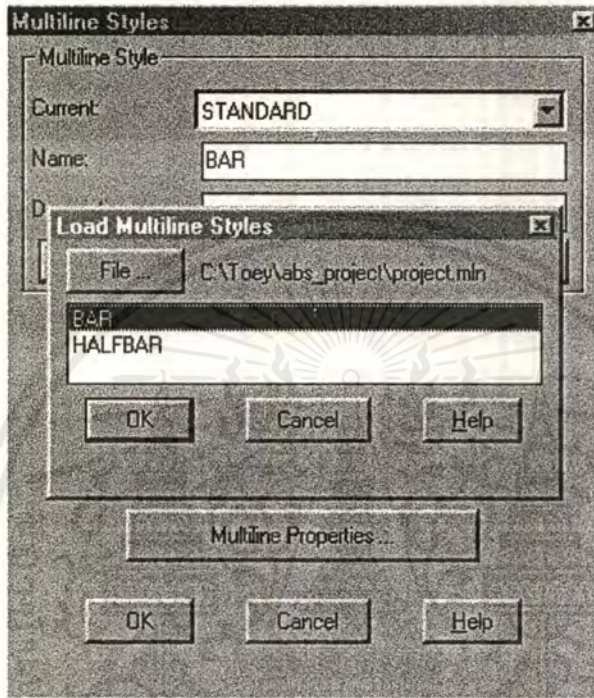 Multiline Styles
Multiline Style
Current:
STANDARD
Name:
BAR
Load Multiline Styles
File ...
C:\Toey\abs_project\project.mln
BAR
HALFBAR
OK
Cancel
Help
Multiline Properties ...
OK
Cancel
Help